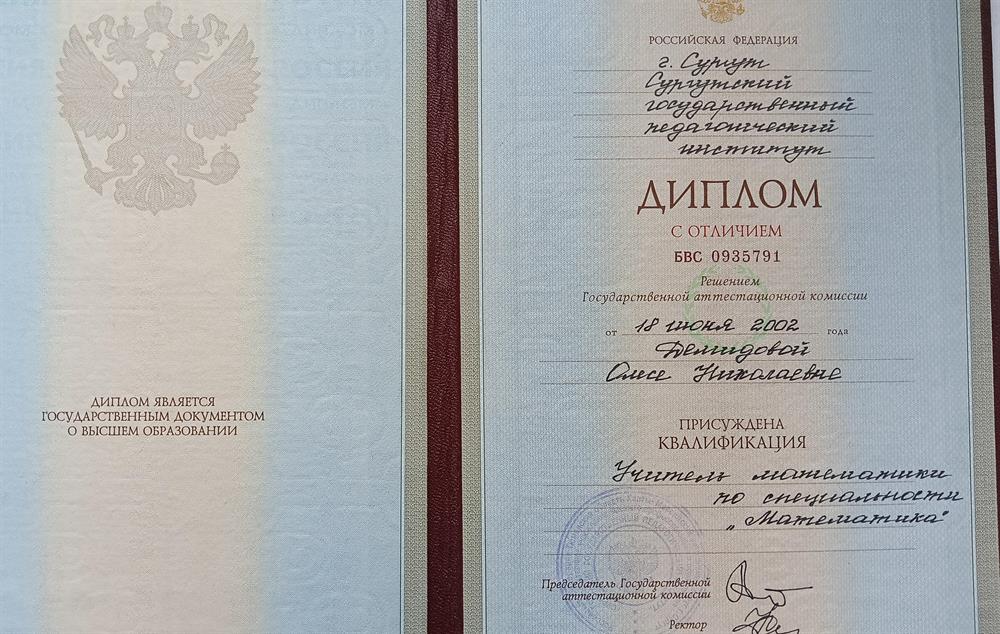 ДИПЛОМ ЯВЛЯЕТСЯ
ГОСУДАРСТВЕННЫМ ДОКУМЕНТОМ
О ВЫСШЕМ ОБРАЗОВАНИИ
РОССИЙСКАЯ ФЕДЕРАЦИЯ
г. Сургут
Сургутский
государственный
педагогический
институт
ДИПЛОМ
С ОТЛИЧИЕМ
БВС 0935791
Решением
Государственной аттестационной комиссии
от 18 июня 2002 года
Демидовой
Олесе Николаевне
ПРИСУЖДЕНА
КВАЛИФИКАЦИЯ
Учитель математики
по специальности
„Математика"
Председатель Государственной
аттестационной комиссии
Ректор